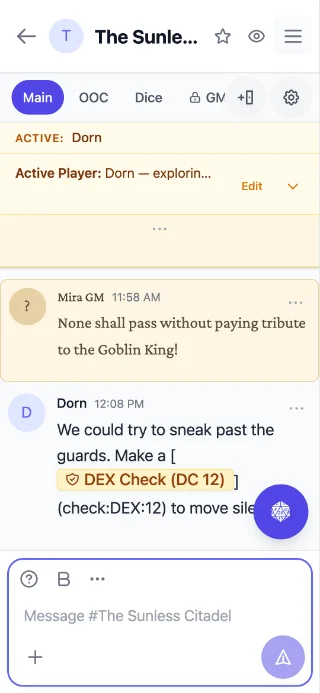 T The Sunle...
Main OOC Dice GM
ACTIVE: Dorn
Active Player: Dorn — explorin...
Edit
? Mira GM 11:58 AM
None shall pass without paying tribute
to the Goblin King!
D Dorn 12:08 PM
We could try to sneak past the
guards. Make a [
DEX Check (DC 12) ]
(check:DEX:12) to move sile
B
Message #The Sunless Citadel